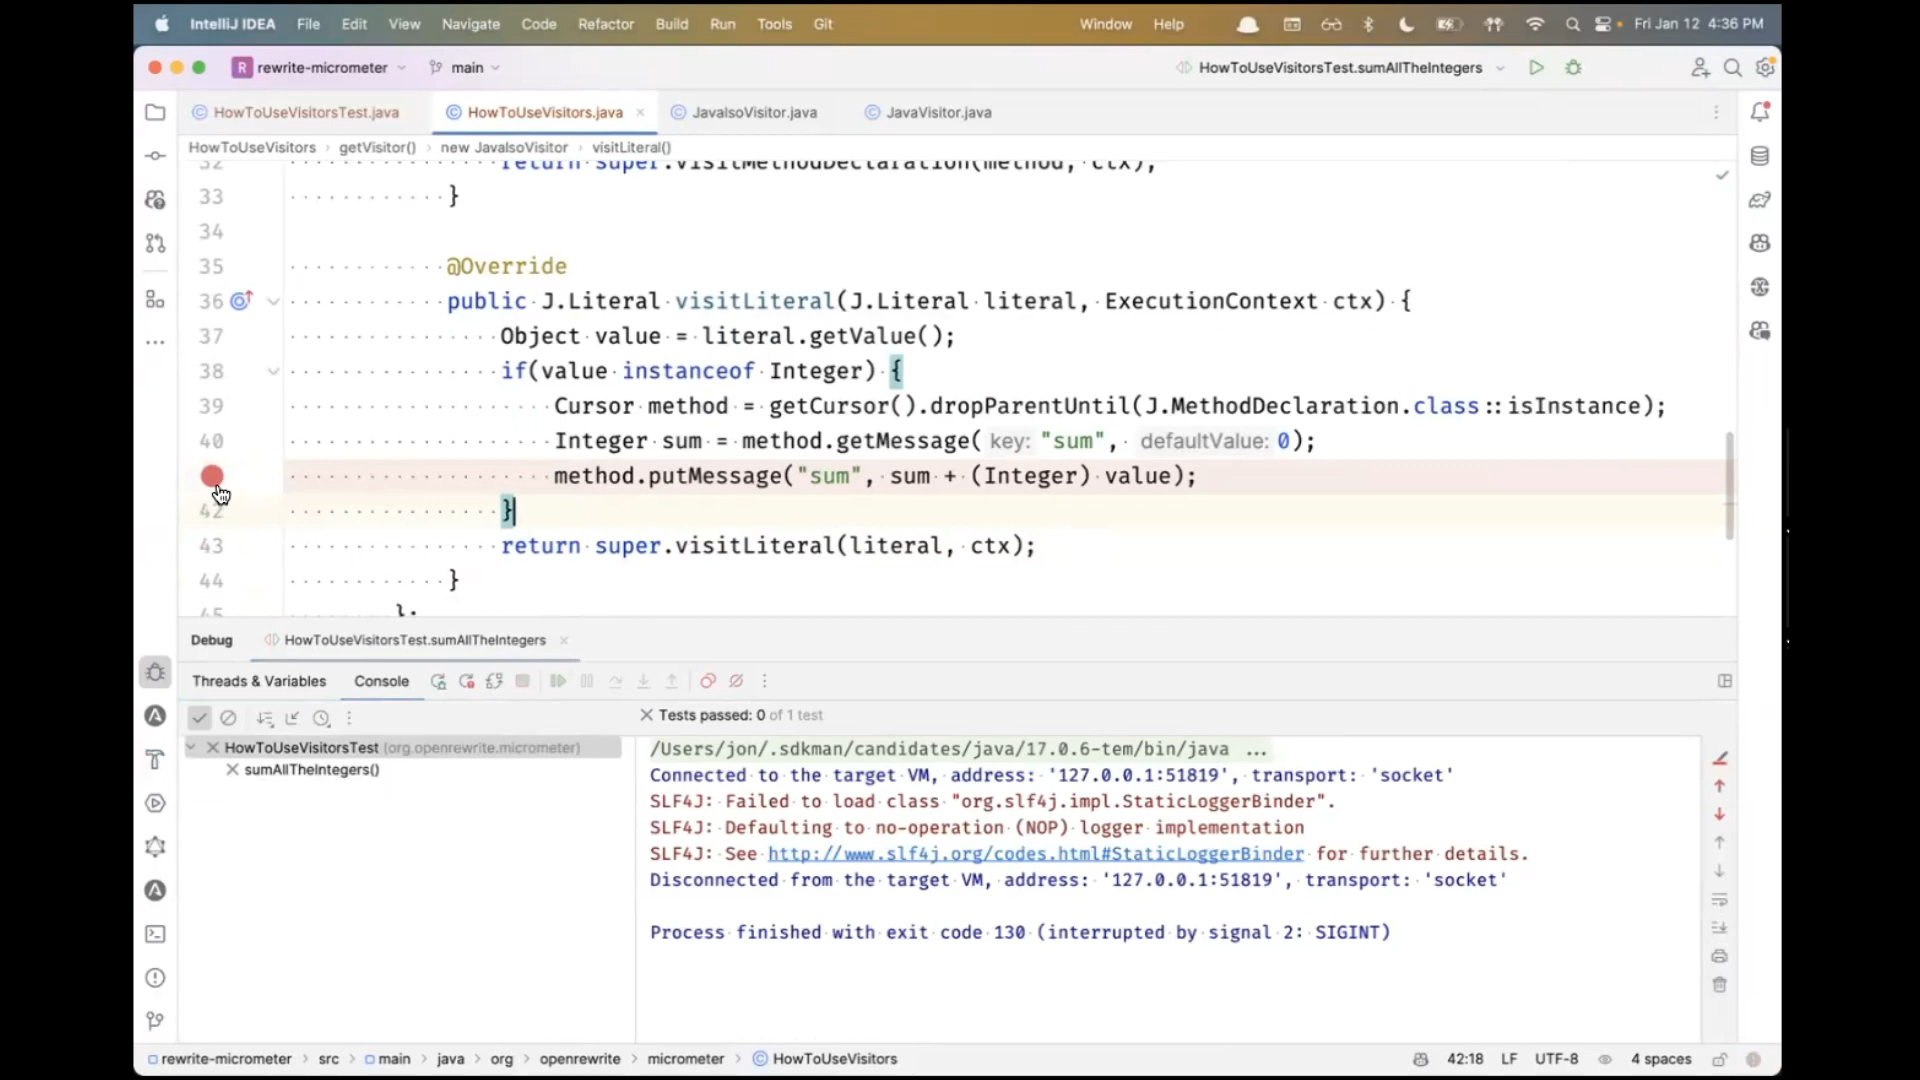 IntelliJ IDEA File Edit View Navigate Code Refactor Build Run Tools Git Window Help Fri Jan 12 4:36 PM
R rewrite-micrometer main HowToUseVisitorsTest.sumAllTheIntegers
HowToUseVisitorsTest.java HowToUseVisitors.java JavaIsoVisitor.java JavaVisitor.java
HowToUseVisitors getVisitor() new JavaIsoVisitor visitLiteral()
32 return super.visitMethodDeclaration(method, ctx);
33 }
34
35 @Override
36 public J.Literal visitLiteral(J.Literal literal, ExecutionContext ctx) {
37 Object value = literal.getValue();
38 if(value instanceof Integer) {
39 Cursor method = getCursor().dropParentUntil(J.MethodDeclaration.class::isInstance);
40 Integer sum = method.getMessage( key: "sum", defaultValue: 0);
method.putMessage("sum", sum + (Integer) value);
42 }
43 return super.visitLiteral(literal, ctx);
44 }
45 };
Debug HowToUseVisitorsTest.sumAllTheIntegers
Threads & Variables Console
Tests passed: 0 of 1 test
HowToUseVisitorsTest (org.openrewrite.micrometer)
sumAllTheIntegers()
/Users/jon/.sdkman/candidates/java/17.0.6-tem/bin/java ...
Connected to the target VM, address: '127.0.0.1:51819', transport: 'socket'
SLF4J: Failed to load class "org.slf4j.impl.StaticLoggerBinder".
SLF4J: Defaulting to no-operation (NOP) logger implementation
SLF4J: See http://www.slf4j.org/codes.html#StaticLoggerBinder for further details.
Disconnected from the target VM, address: '127.0.0.1:51819', transport: 'socket'
Process finished with exit code 130 (interrupted by signal 2: SIGINT)
rewrite-micrometer src main java org openrewrite micrometer HowToUseVisitors 42:18 LF UTF-8 4 spaces